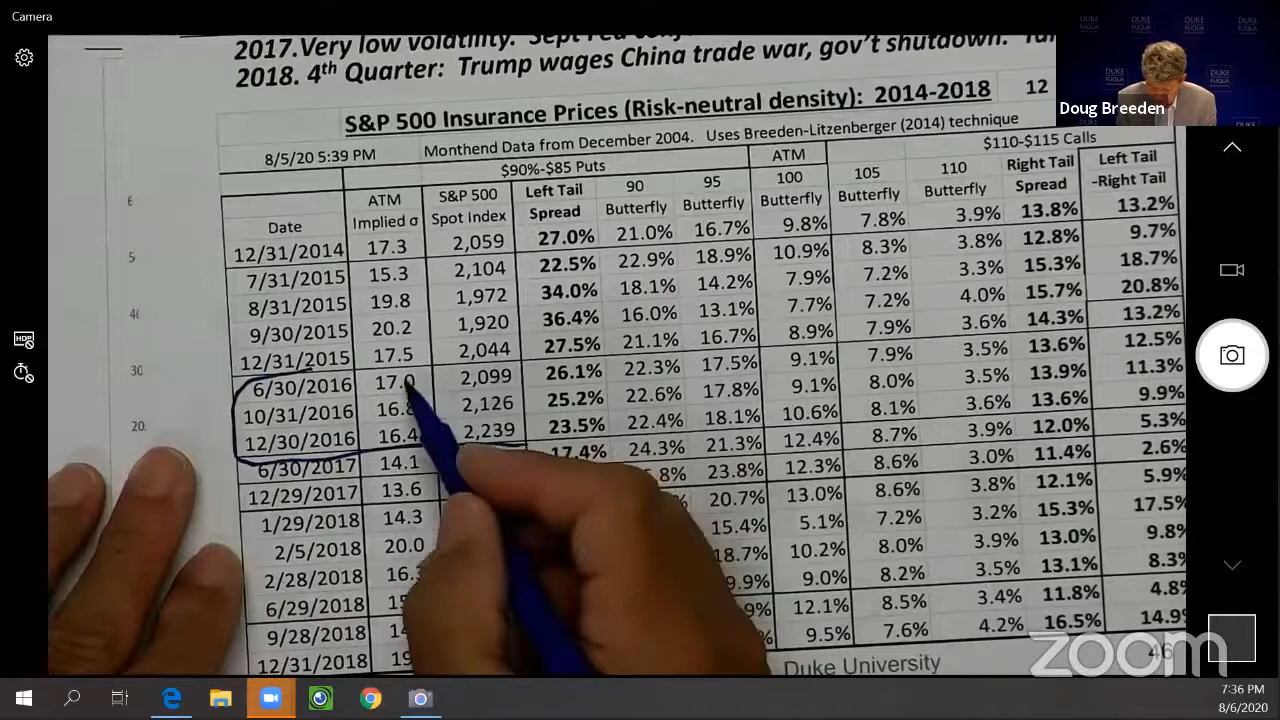 Camera
2017.Very low volatility.
2018. 4th Quarter: Trump wages China trade war, gov't shutdown.
S&P 500 Insurance Prices (Risk-neutral density): 2014-2018 12
8/5/20 5:39 PM Monthend Data from December 2004. Uses Breeden-Litzenberger (2014) technique
$90%-$85 Puts ATM $110-$115 Calls
ATM S&P 500 Left Tail 90 95 100 105 110 Right Tail Left Tail
Date Implied σ Spot Index Spread Butterfly Butterfly Butterfly Butterfly Butterfly Spread -Right Tail
12/31/2014 17.3 2,059 27.0% 21.0% 16.7% 9.8% 7.8% 3.9% 13.8% 13.2%
7/31/2015 15.3 2,104 22.5% 22.9% 18.9% 10.9% 8.3% 3.8% 12.8% 9.7%
8/31/2015 19.8 1,972 34.0% 18.1% 14.2% 7.9% 7.2% 3.3% 15.3% 18.7%
9/30/2015 20.2 1,920 36.4% 16.0% 13.1% 7.7% 7.2% 4.0% 15.7% 20.8%
12/31/2015 17.5 2,044 27.5% 21.1% 16.7% 8.9% 7.9% 3.6% 14.3% 13.2%
6/30/2016 17.0 2,099 26.1% 22.3% 17.5% 9.1% 7.9% 3.5% 13.6% 12.5%
10/31/2016 16.8 2,126 25.2% 22.6% 17.8% 9.1% 8.0% 3.5% 13.9% 11.3%
12/30/2016 16.4 2,239 23.5% 22.4% 18.1% 10.6% 8.1% 3.6% 13.6% 9.9%
6/30/2017 14.1 17.4% 24.3% 21.3% 12.4% 8.7% 3.9% 12.0% 5.3%
12/29/2017 13.6 23.8% 12.3% 8.6% 3.0% 11.4% 2.6%
1/29/2018 14.3 20.7% 13.0% 8.6% 3.8% 12.1% 5.9%
2/5/2018 20.0 15.4% 5.1% 7.2% 3.2% 15.3% 17.5%
2/28/2018 18.7% 10.2% 8.0% 3.9% 13.0% 9.8%
6/29/2018 9.0% 8.2% 3.5% 13.1% 8.3%
9/28/2018 12.1% 8.5% 3.4% 11.8% 4.8%
12/31/2018 9.5% 7.6% 4.2% 16.5% 14.9%
Duke University 46
Doug Breeden
zoom
7:36 PM
8/6/2020